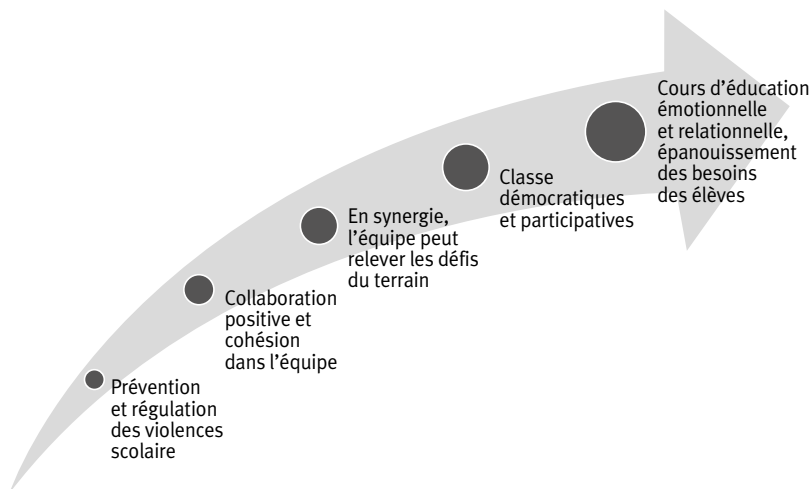 Prévention
et régulation
des violences
scolaire
Collaboration
positive et
cohésion
dans l’équipe
En synergie,
l’équipe peut
relever les défis
du terrain
Classe
démocratiques
et participatives
Cours d’éducation
émotionnelle
et relationnelle,
épanouissement
des besoins
des élèves